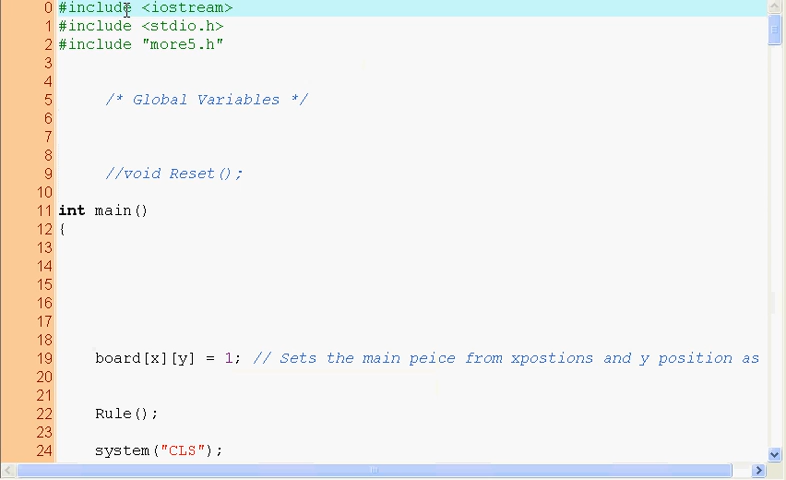 0 #include <iostream>
1 #include <stdio.h>
2 #include "more5.h"
3
4
5 /* Global Variables */
6
7
8
9 //void Reset();
10
11 int main()
12 {
13
14
15
16
17
18
19 board[x][y] = 1; // Sets the main peice from xpostions and y position as
20
21
22 Rule();
23
24 system("CLS");